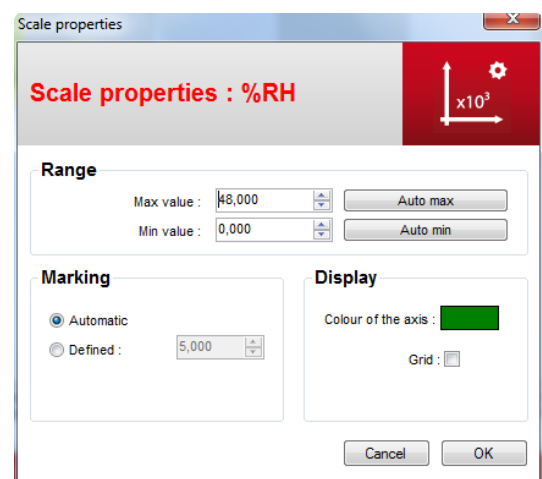 Scale properties
Scale properties : %RH
x10³
Range
Max value : 48,000 Auto max
Min value : 0,000 Auto min
Marking
Automatic
Defined : 5,000
Display
Colour of the axis :
Grid :
Cancel OK